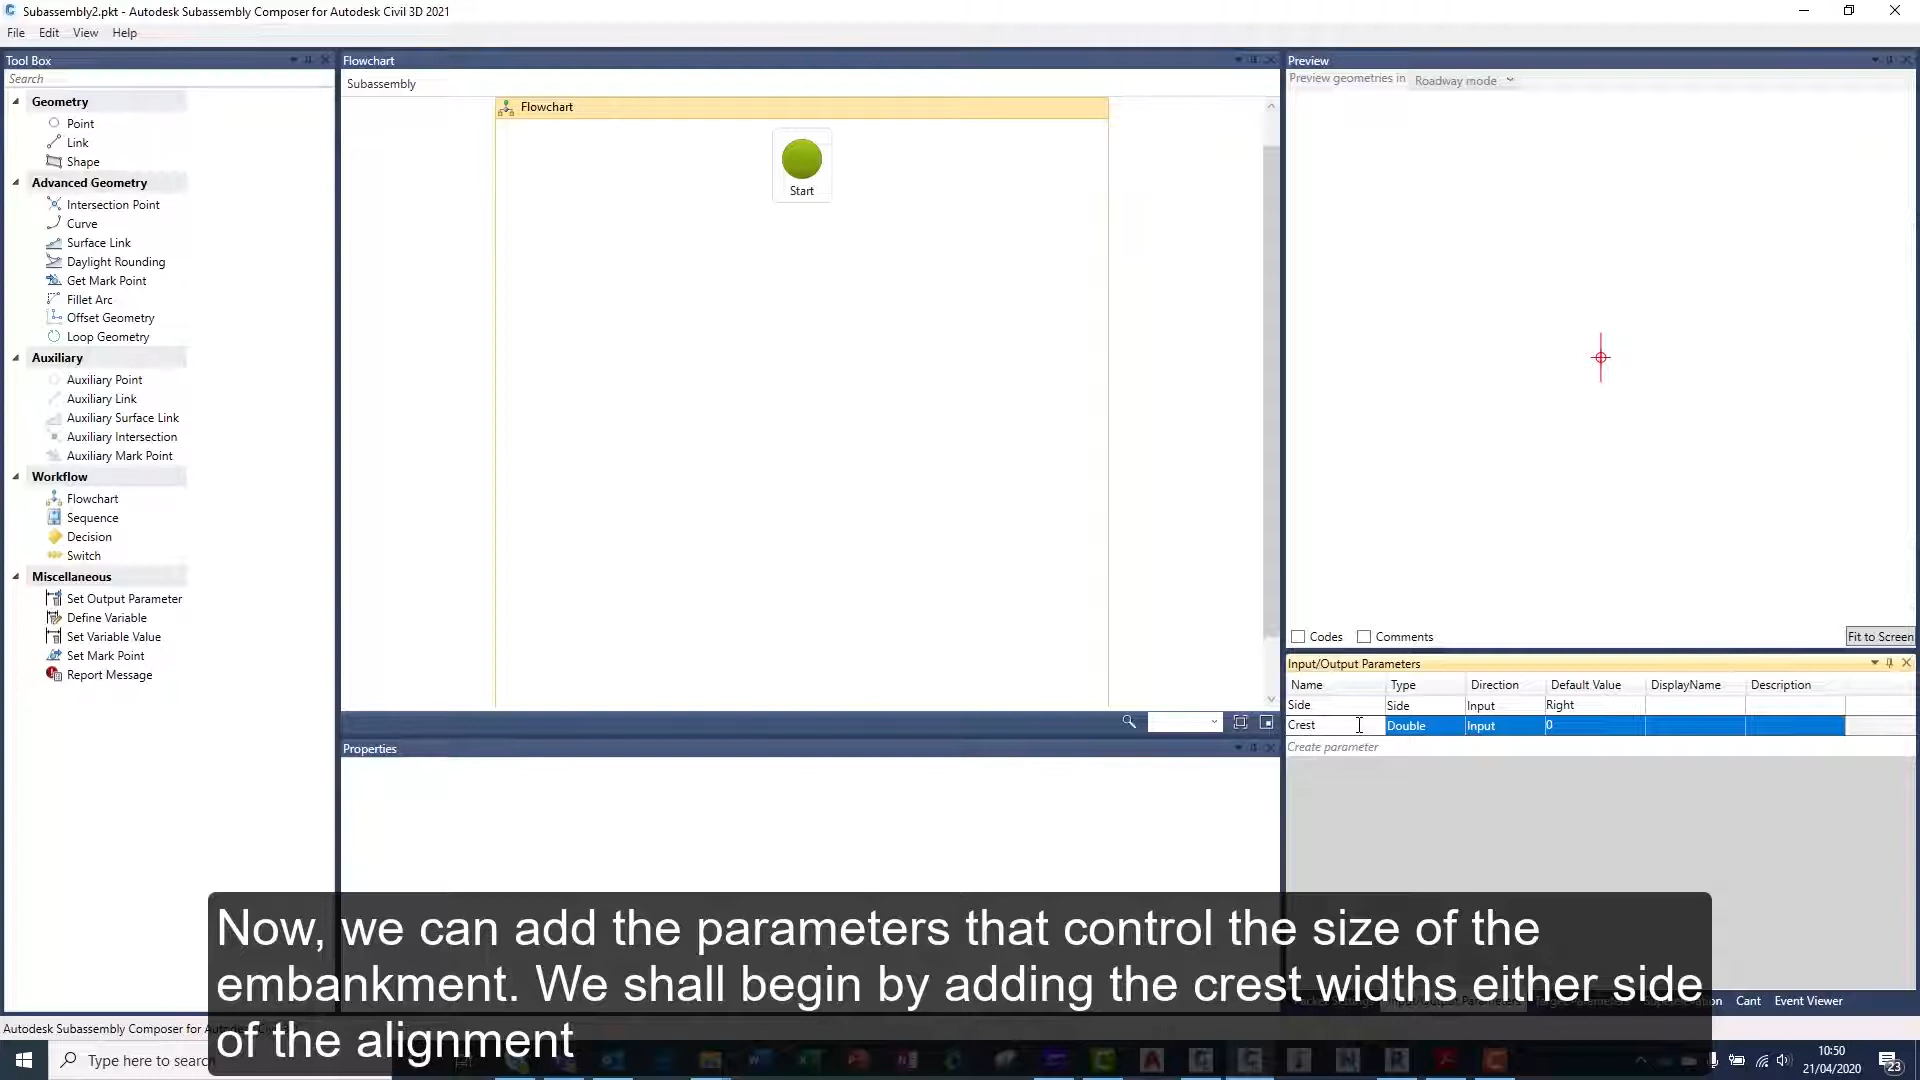 Subassembly2.pkt - Autodesk Subassembly Composer for Autodesk Civil 3D 2021
File Edit View Help
Tool Box
Search
Geometry
Point
Link
Shape
Advanced Geometry
Intersection Point
Curve
Surface Link
Daylight Rounding
Get Mark Point
Fillet Arc
Offset Geometry
Loop Geometry
Auxiliary
Auxiliary Point
Auxiliary Link
Auxiliary Surface Link
Auxiliary Intersection
Auxiliary Mark Point
Workflow
Flowchart
Sequence
Decision
Switch
Miscellaneous
Set Output Parameter
Define Variable
Set Variable Value
Set Mark Point
Report Message
Flowchart
Subassembly
Flowchart
Start
Properties
Preview
Preview geometries in Roadway mode
Codes Comments Fit to Screen
Input/Output Parameters
Name Type Direction Default Value DisplayName Description
Side Side Input Right
Crest Double Input 0
Create parameter
Cant Event Viewer
Now, we can add the parameters that control the size of the
embankment. We shall begin by adding the crest widths either side
of the alignment
Autodesk Subassembly Composer for
Type here to search
10:50
21/04/2020
23